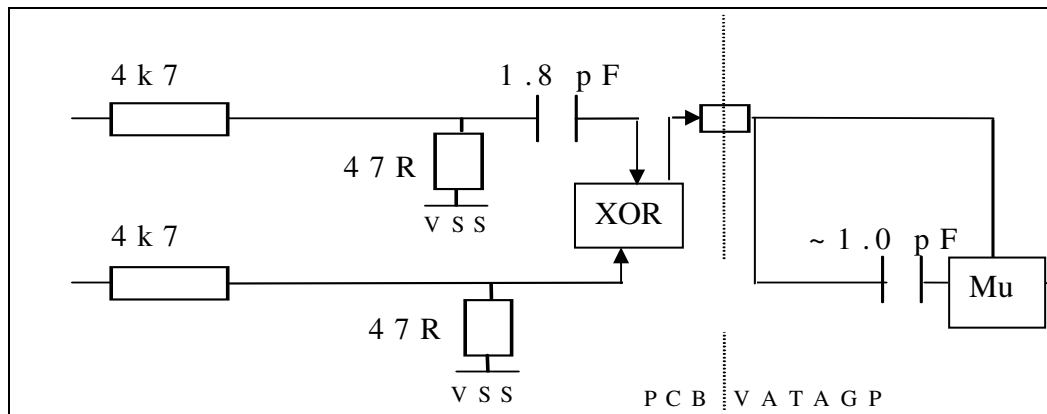 4k7
1.8 pF
47R
VSS
XOR
4k7
~1.0 pF
Mu
47R
VSS
PCB
VATAGP